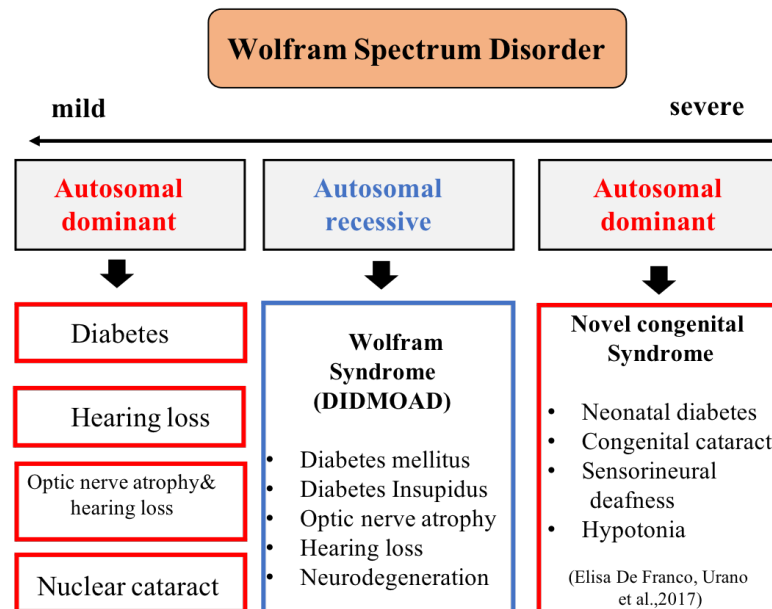 Wolfram Spectrum Disorder
mild
severe
Autosomal
dominant
Autosomal
recessive
Autosomal
dominant
Diabetes
Hearing loss
Optic nerve atrophy&
hearing loss
Nuclear cataract
Wolfram
Syndrome
(DIDMOAD)
• Diabetes mellitus
• Diabetes Insupidus
• Optic nerve atrophy
• Hearing loss
• Neurodegeneration
Novel congenital
Syndrome
• Neonatal diabetes
• Congenital cataract
• Sensorineural
deafness
• Hypotonia
(Elisa De Franco, Urano
et al.,2017)